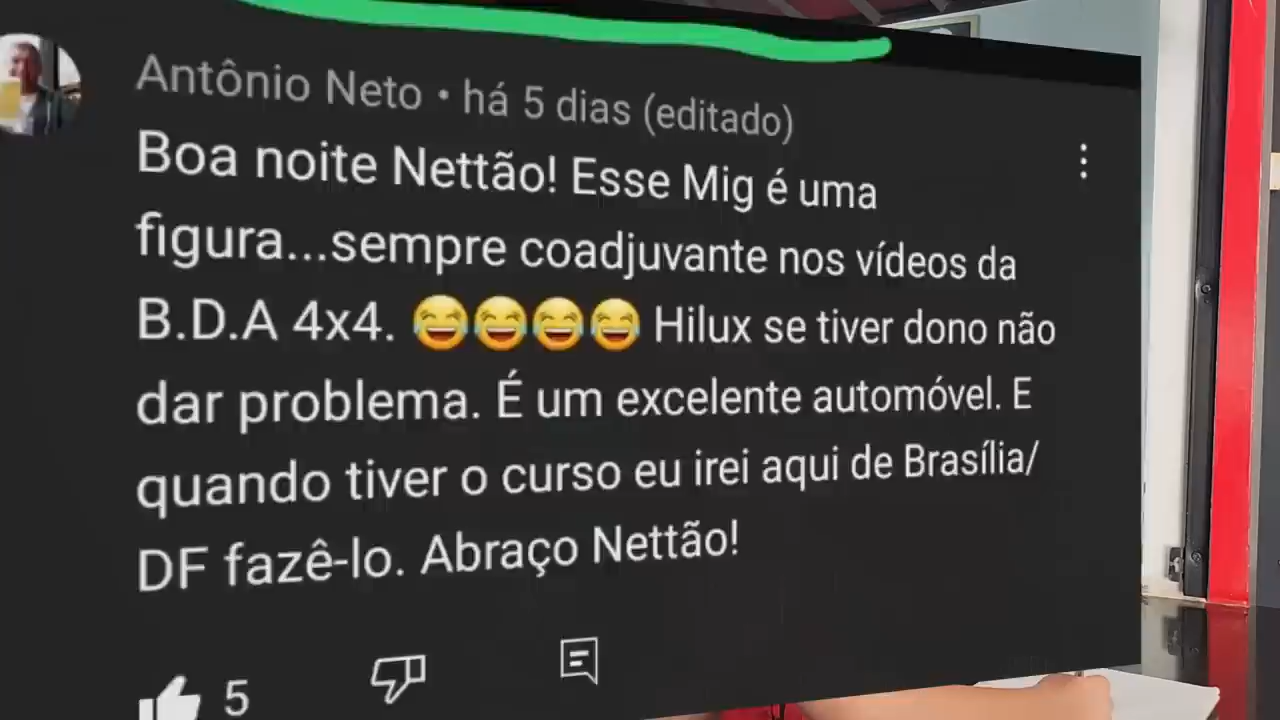 Antônio Neto • há 5 dias (editado)
Boa noite Nettão! Esse Mig é uma
figura...sempre coadjuvante nos vídeos da
B.D.A 4x4. 😂😂😂😂 Hilux se tiver dono não
dar problema. É um excelente automóvel. E
quando tiver o curso eu irei aqui de Brasília/
DF fazê-lo. Abraço Nettão!
5